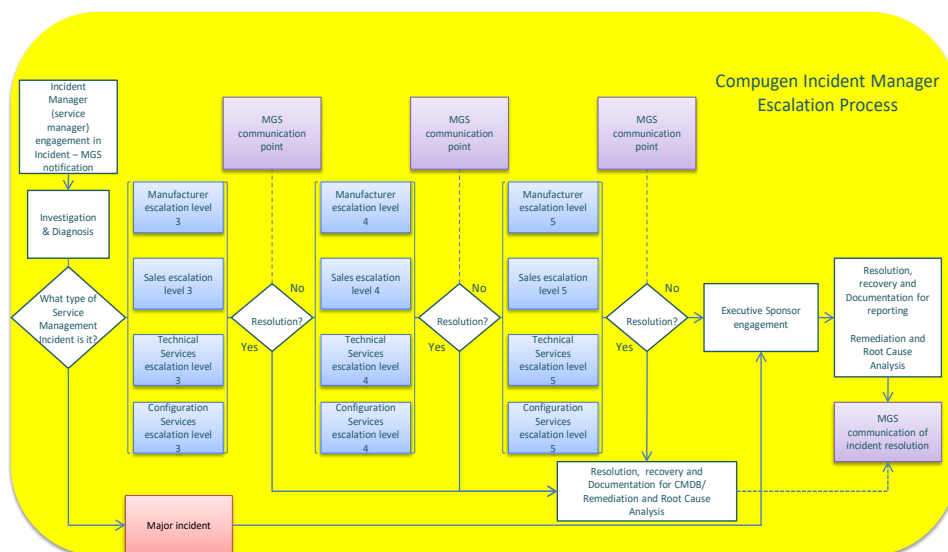 Compugen Incident Manager
Escalation Process
Incident
Manager
(service
manager)
engagement in
Incident – MGS
notification
Investigation
& Diagnosis
What type of
Service
Management
Incident is it?
Major incident
Manufacturer
escalation level
3
Sales escalation
level 3
Technical
Services
escalation level
3
Configuration
Services
escalation level
3
MGS
communication
point
Resolution?
No
Yes
Manufacturer
escalation level
4
Sales escalation
level 4
Technical
Services
escalation level
4
Configuration
Services
escalation level
4
MGS
communication
point
Resolution?
No
Yes
Manufacturer
escalation level
5
Sales escalation
level 5
Technical
Services
escalation level
5
Configuration
Services
escalation level
5
MGS
communication
point
Resolution?
No
Yes
Executive Sponsor
engagement
Resolution, recovery and
Documentation for CMDB/
Remediation and Root Cause
Analysis
Resolution,
recovery and
Documentation for
reporting
Remediation and
Root Cause
Analysis
MGS
communication of
incident resolution